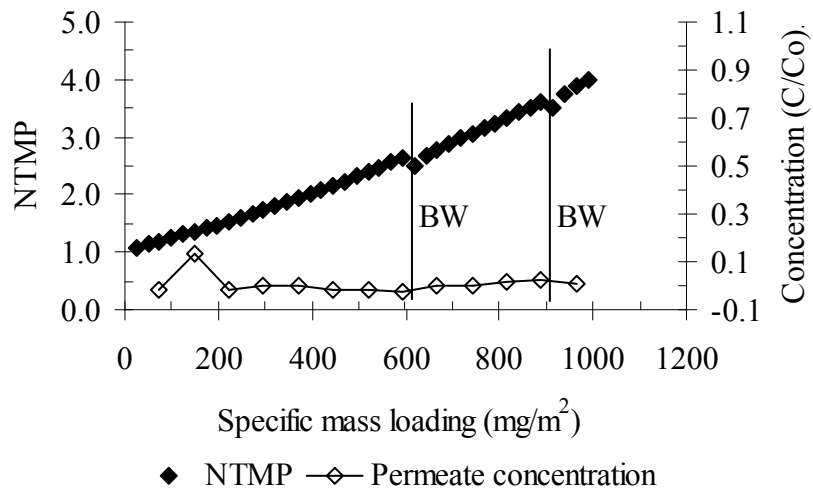 NTMP
5.0
4.0
3.0
2.0
1.0
0.0
1.1
0.9
0.7
0.5
0.3
0.1
-0.1
Concentration (C/Co).
BW
BW
0 200 400 600 800 1000 1200
Specific mass loading (mg/m²)
NTMP Permeate concentration